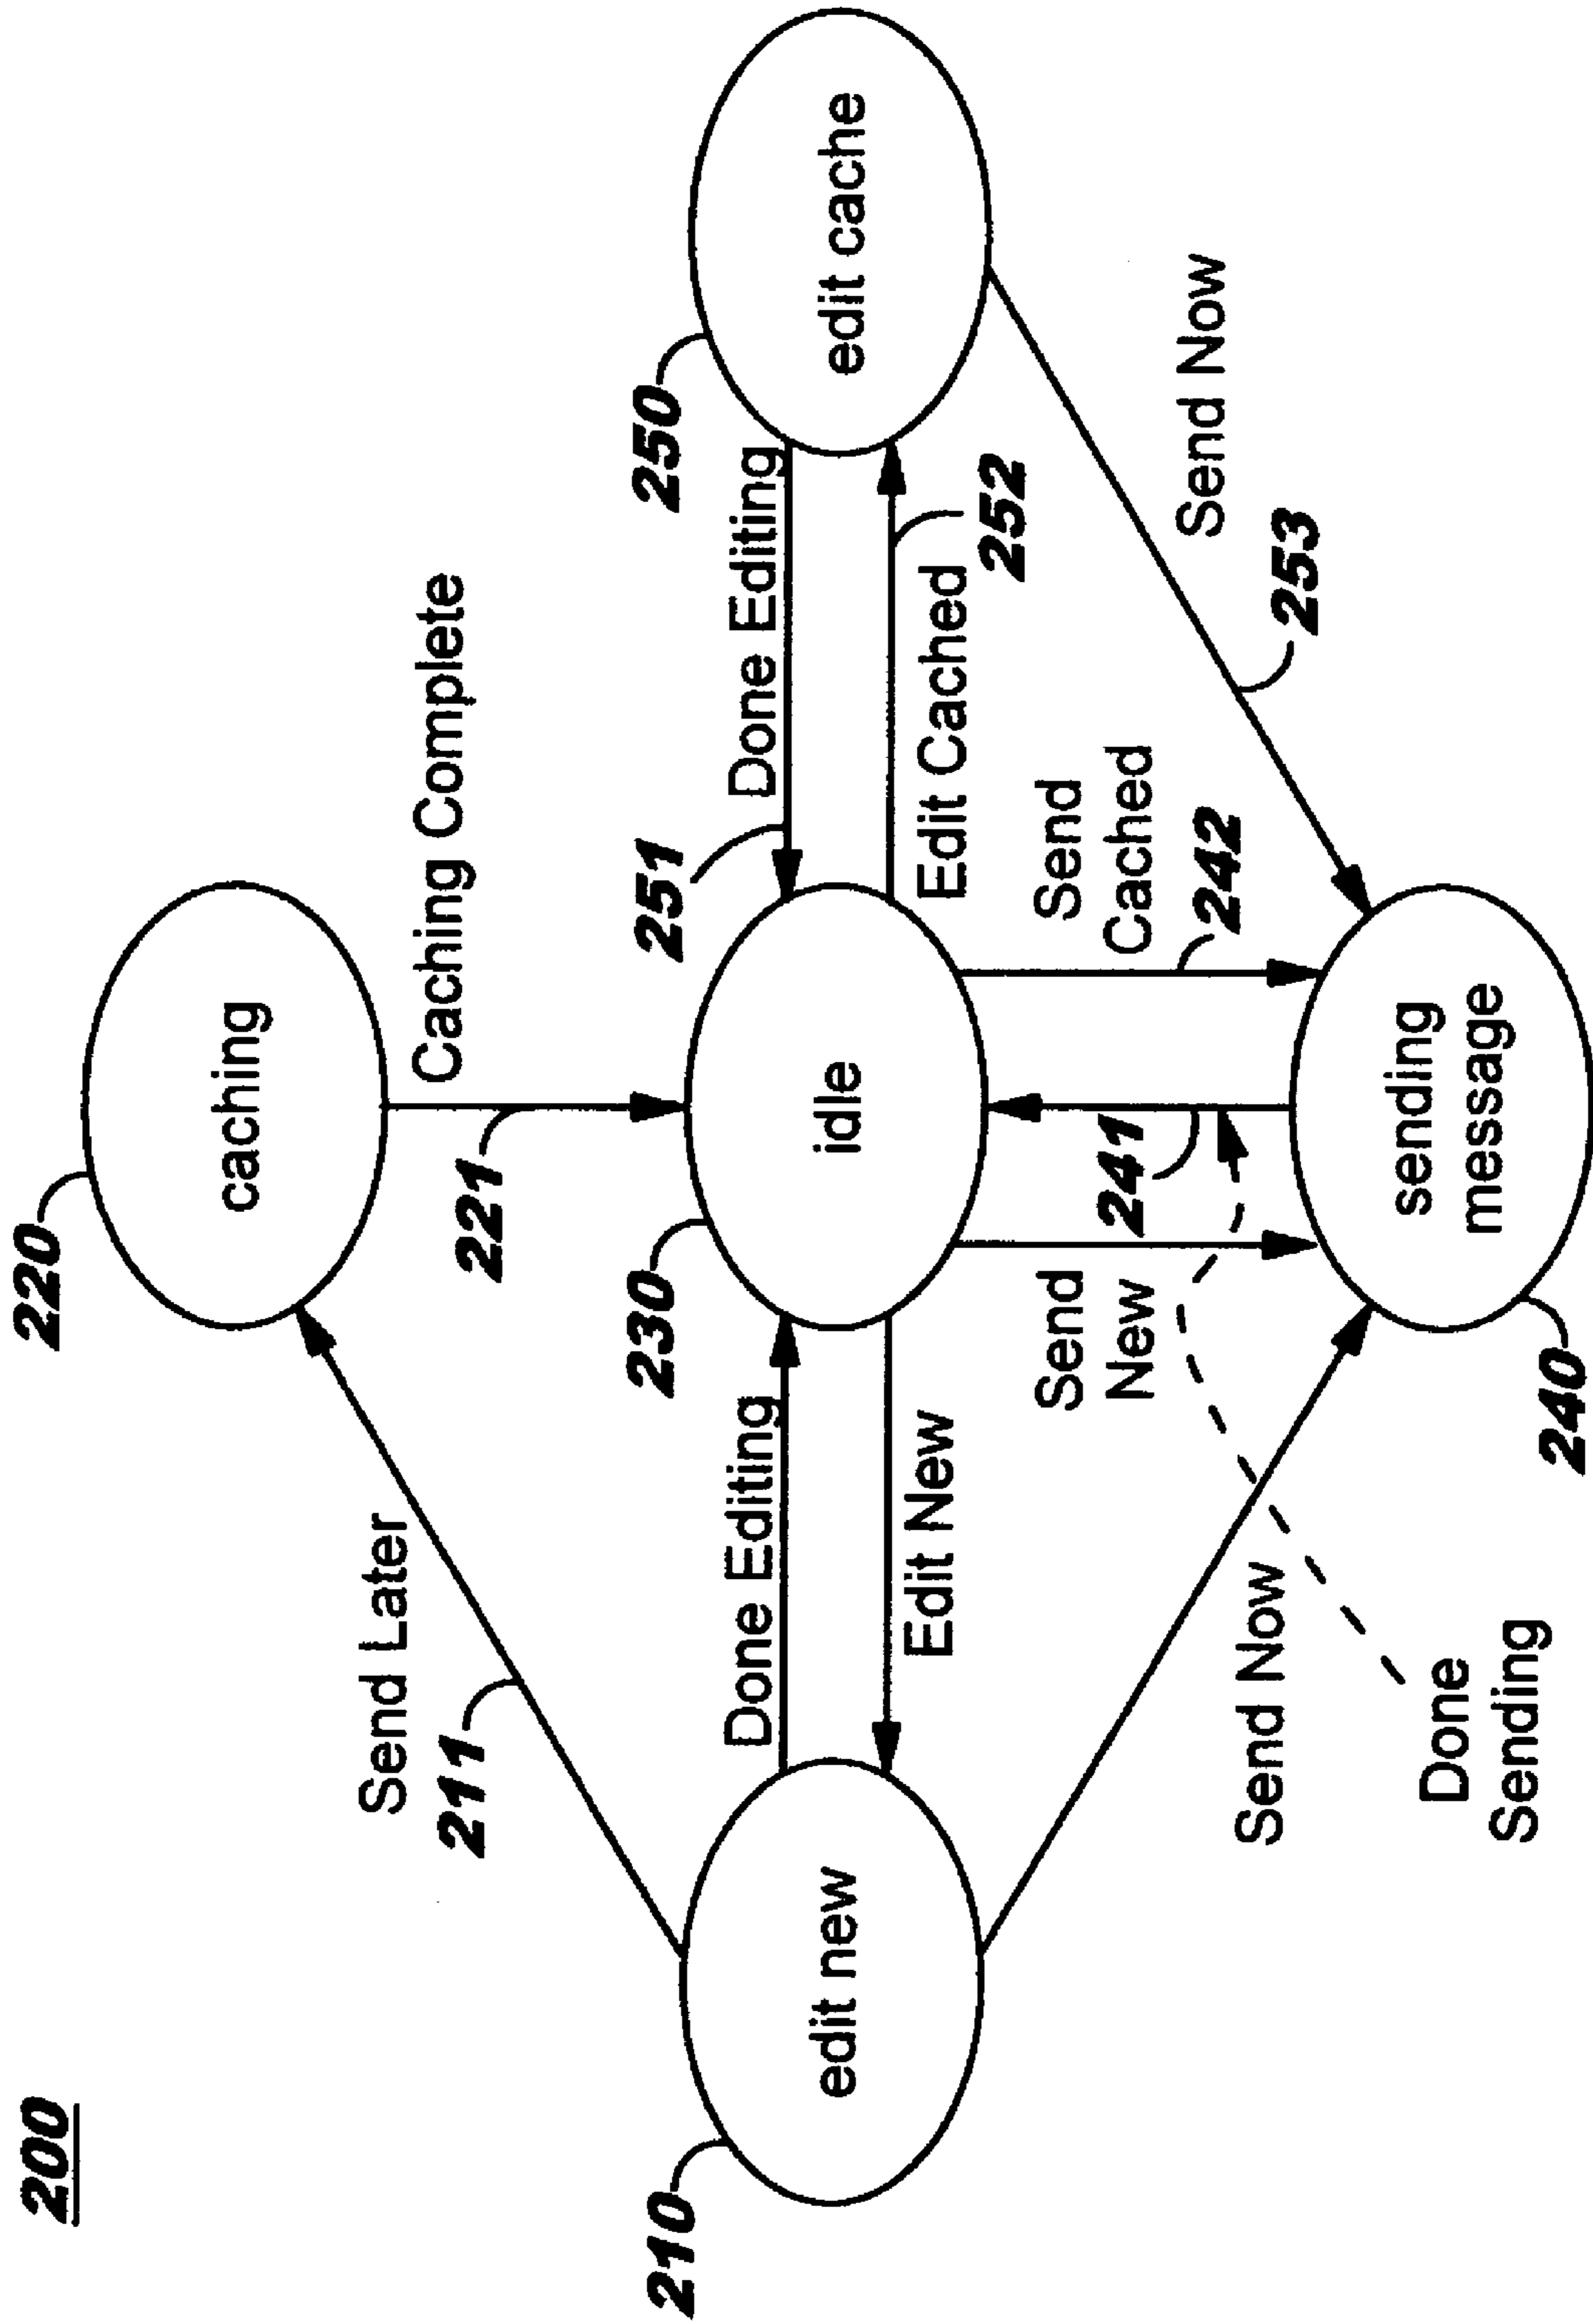 200
220
caching
Send Later
211
221
Caching Complete
210
edit new
Done Editing
Edit New
230
idle
251
Done Editing
Edit Cached
252
250
edit cache
Send
New
241
Send
Cached
242
Send Now
Send Now
253
Done
Sending
240
sending
message